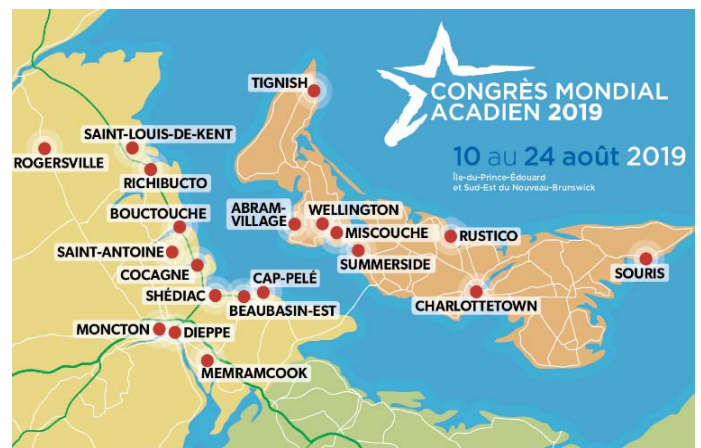 TIGNISH
CONGRÈS MONDIAL
ACADIEN 2019
10 au 24 août 2019
Île-du-Prince-Édouard
et Sud-Est du Nouveau-Brunswick
SAINT-LOUIS-DE-KENT
ROGERSVILLE
RICHIBUCTO
BOUCTOUCHE
ABRAM-
VILLAGE
WELLINGTON
MISCOUCHE
RUSTICO
SAINT-ANTOINE
SUMMERSIDE
COCAGNE
SOURIS
CAP-PELÉ
SHÉDIAC
BEAUBASIN-EST
CHARLOTTETOWN
MONCTON
DIEPPE
MEMRAMCOOK